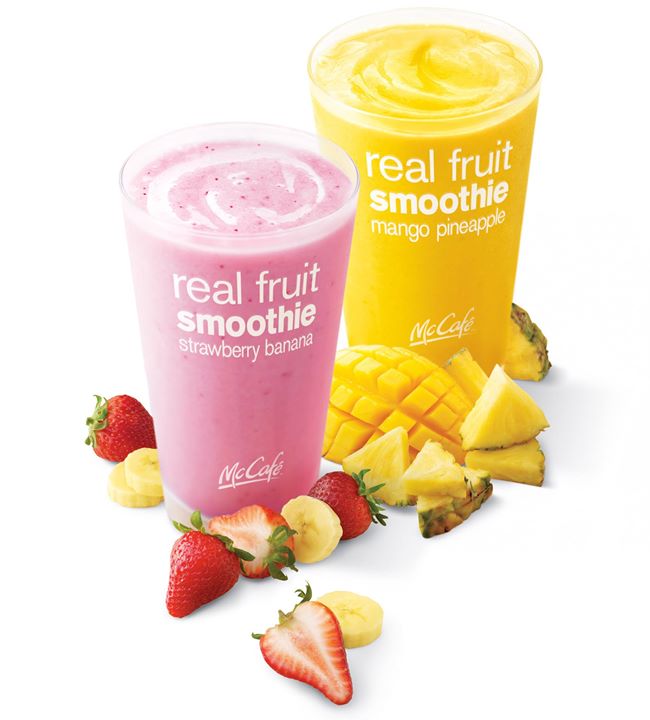 real fruit
smoothie
mango pineapple
McCafé
real fruit
smoothie
strawberry banana
McCafé